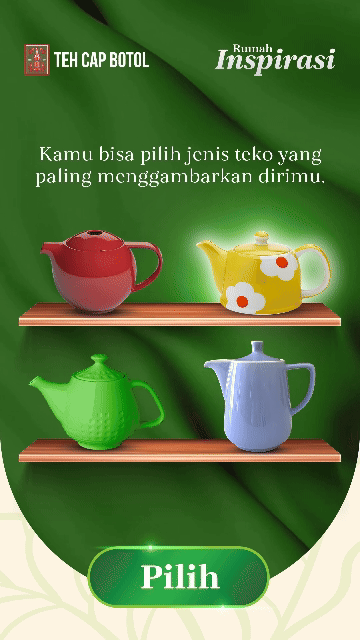 TEH CAP BOTOL
Rumah
Inspirasi
Kamu bisa pilih jenis teko yang
paling menggambarkan dirimu.
Pilih